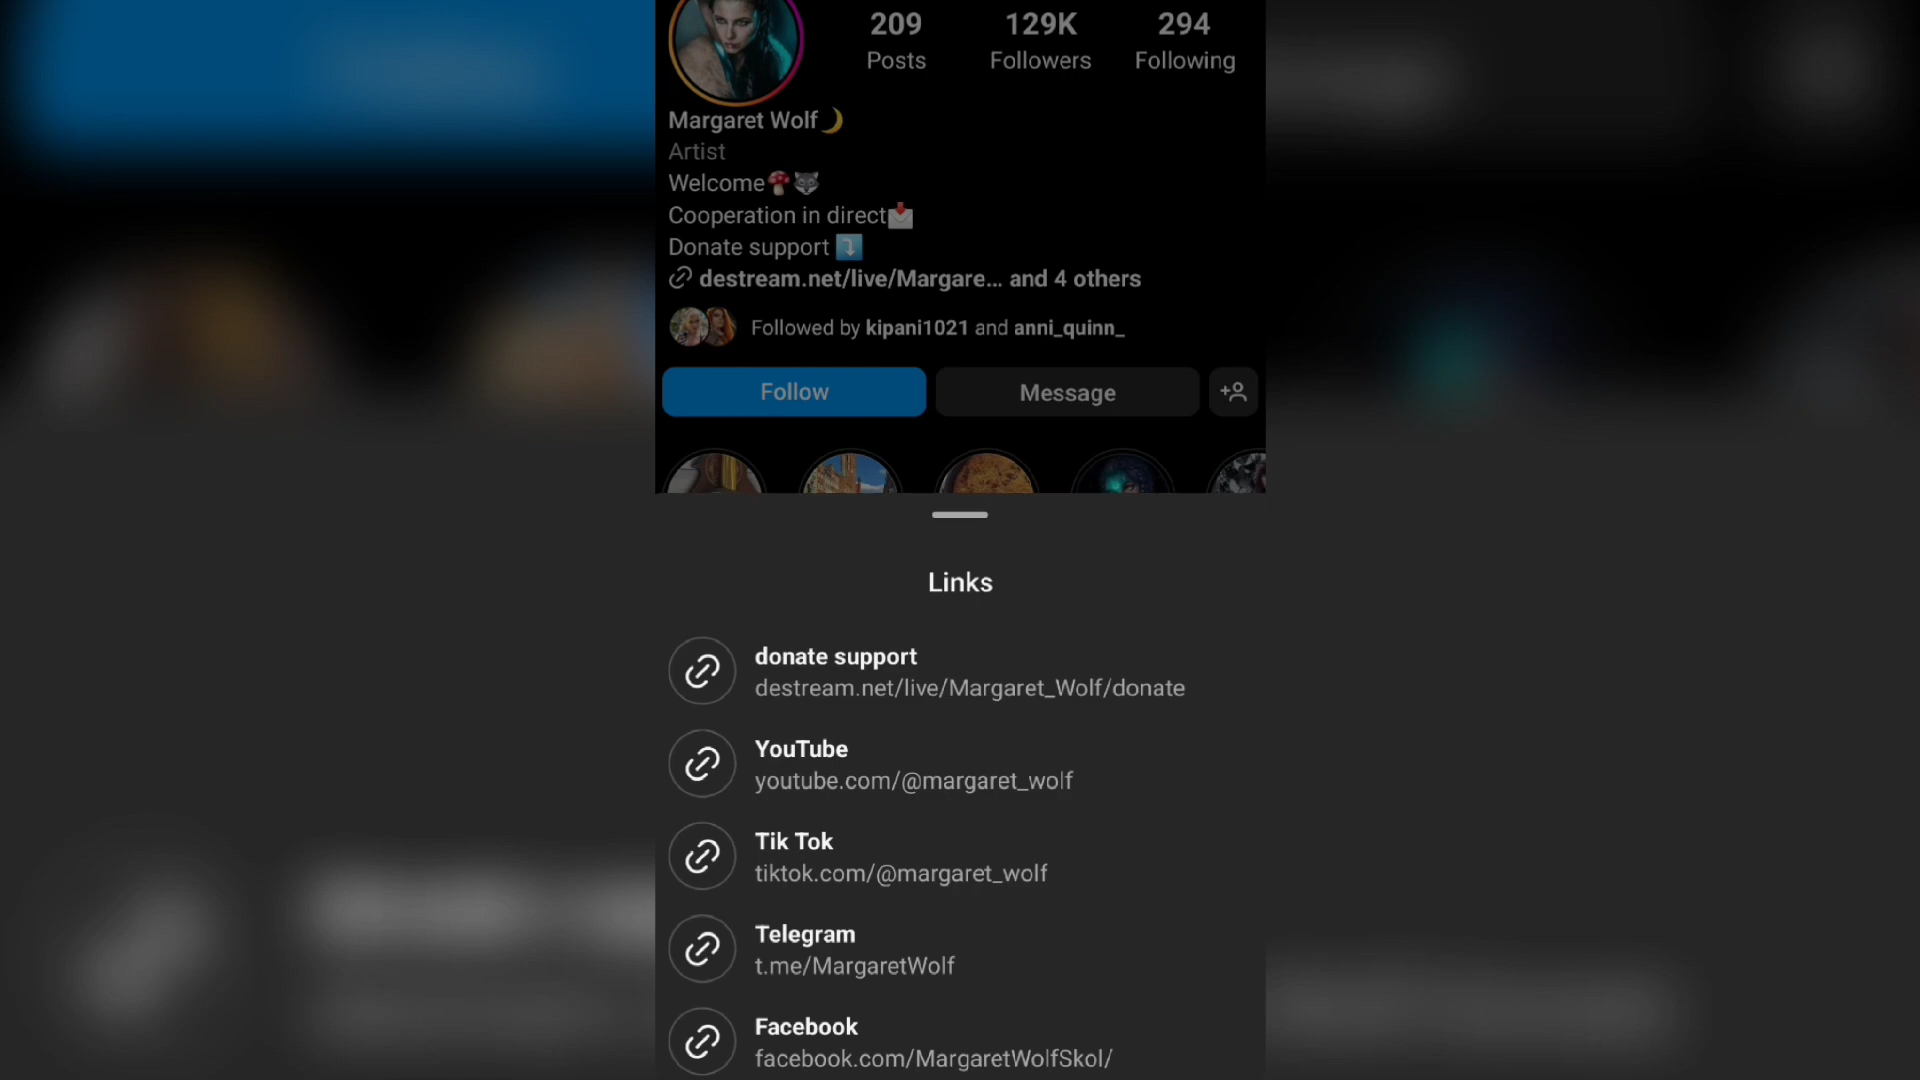 209 129K 294
Posts Followers Following
Margaret Wolf🌙
Artist
Welcome🍄🐺
Cooperation in direct📩
Donate support ⤵️
destream.net/live/Margare... and 4 others
Followed by kipani1021 and anni_quinn_
Follow Message
Links
donate support
destream.net/live/Margaret_Wolf/donate
YouTube
youtube.com/@margaret_wolf
Tik Tok
tiktok.com/@margaret_wolf
Telegram
t.me/MargaretWolf
Facebook
facebook.com/MargaretWolfSkol/